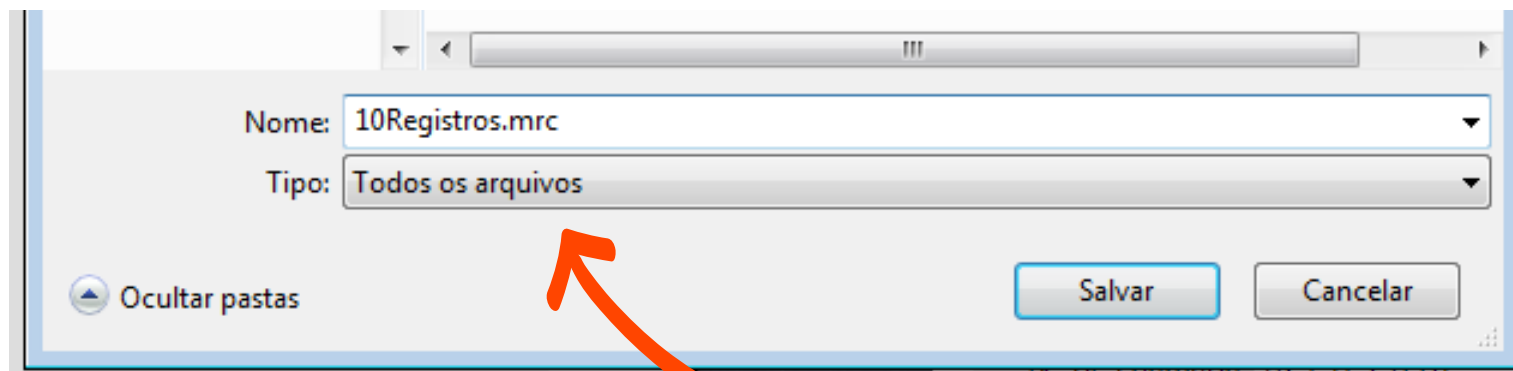 Nome: 10Registros.mrc
Tipo: Todos os arquivos
Ocultar pastas
Salvar
Cancelar